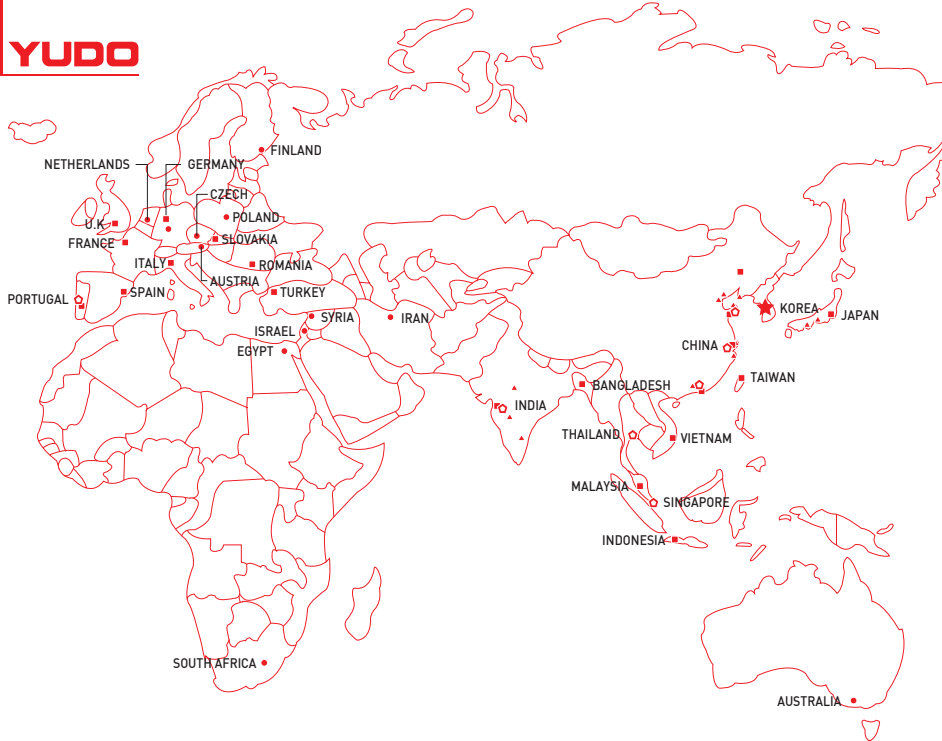 YUDO
FINLAND
NETHERLANDS
GERMANY
CZECH
POLAND
U.K
SLOVAKIA
FRANCE
ITALY
ROMANIA
AUSTRIA
SPAIN
TURKEY
PORTUGAL
SYRIA
IRAN
KOREA
JAPAN
ISRAEL
CHINA
EGYPT
TAIWAN
BANGLADESH
INDIA
THAILAND
VIETNAM
MALAYSIA
SINGAPORE
INDONESIA
SOUTH AFRICA
AUSTRALIA